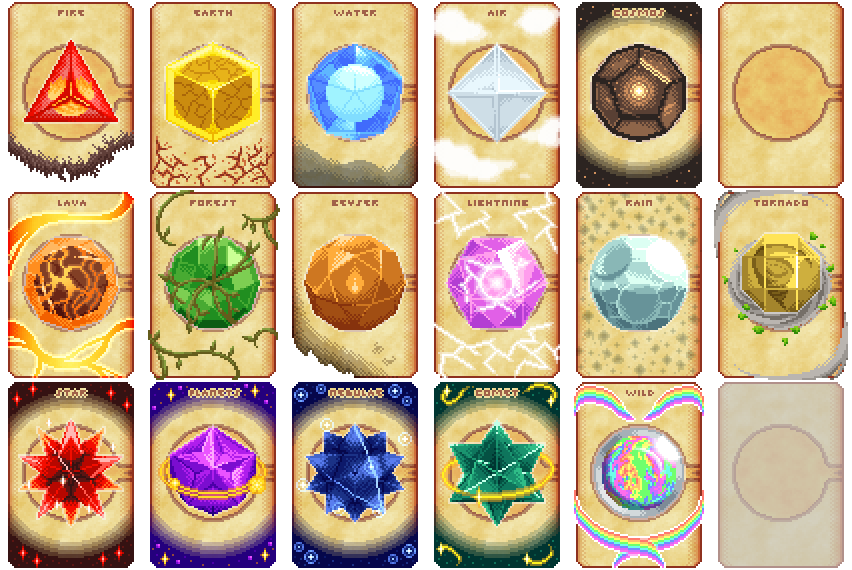 FIRE
EARTH
WATER
AIR
COSMOS
LAVA
FOREST
GEYSER
LIGHTNING
RAIN
TORNADO
STAR
PLANETS
NEBULAE
COMET
WILD